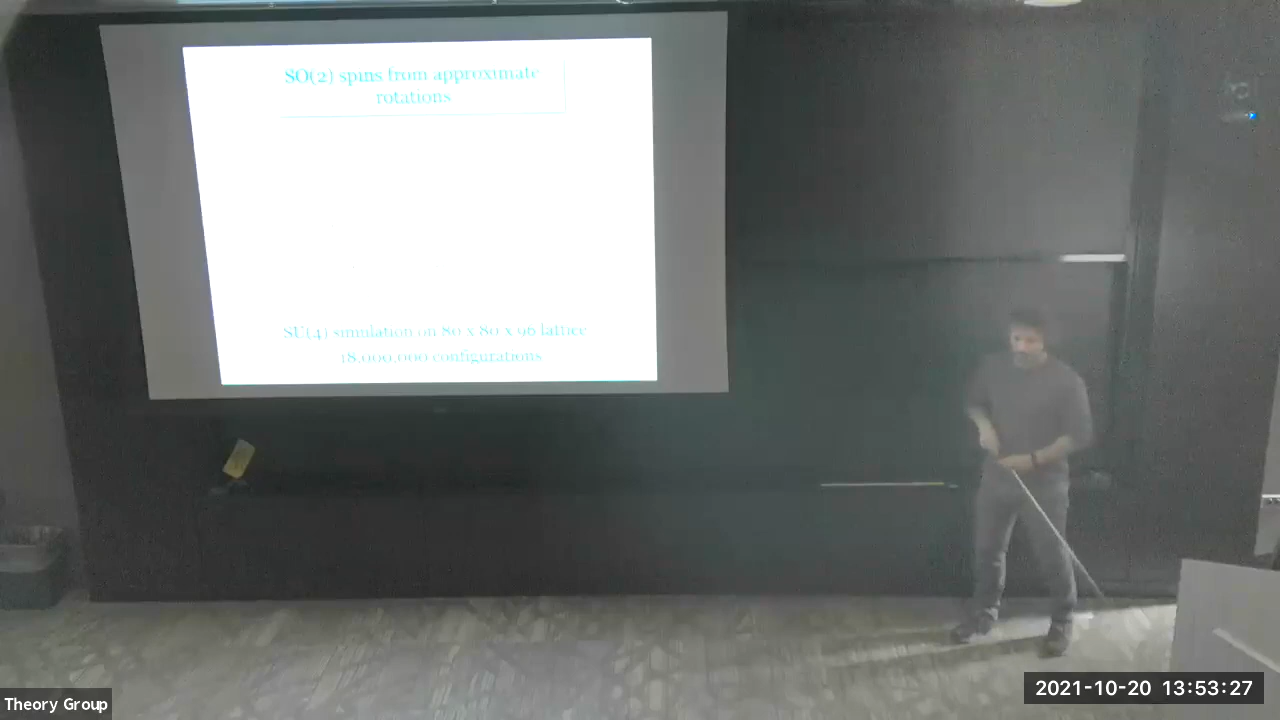 SO(2) spins from approximate
rotations
SU(4) simulation on 80 x 80 x 96 lattice
18,000,000 configurations
Theory Group
2021-10-20 13:53:27